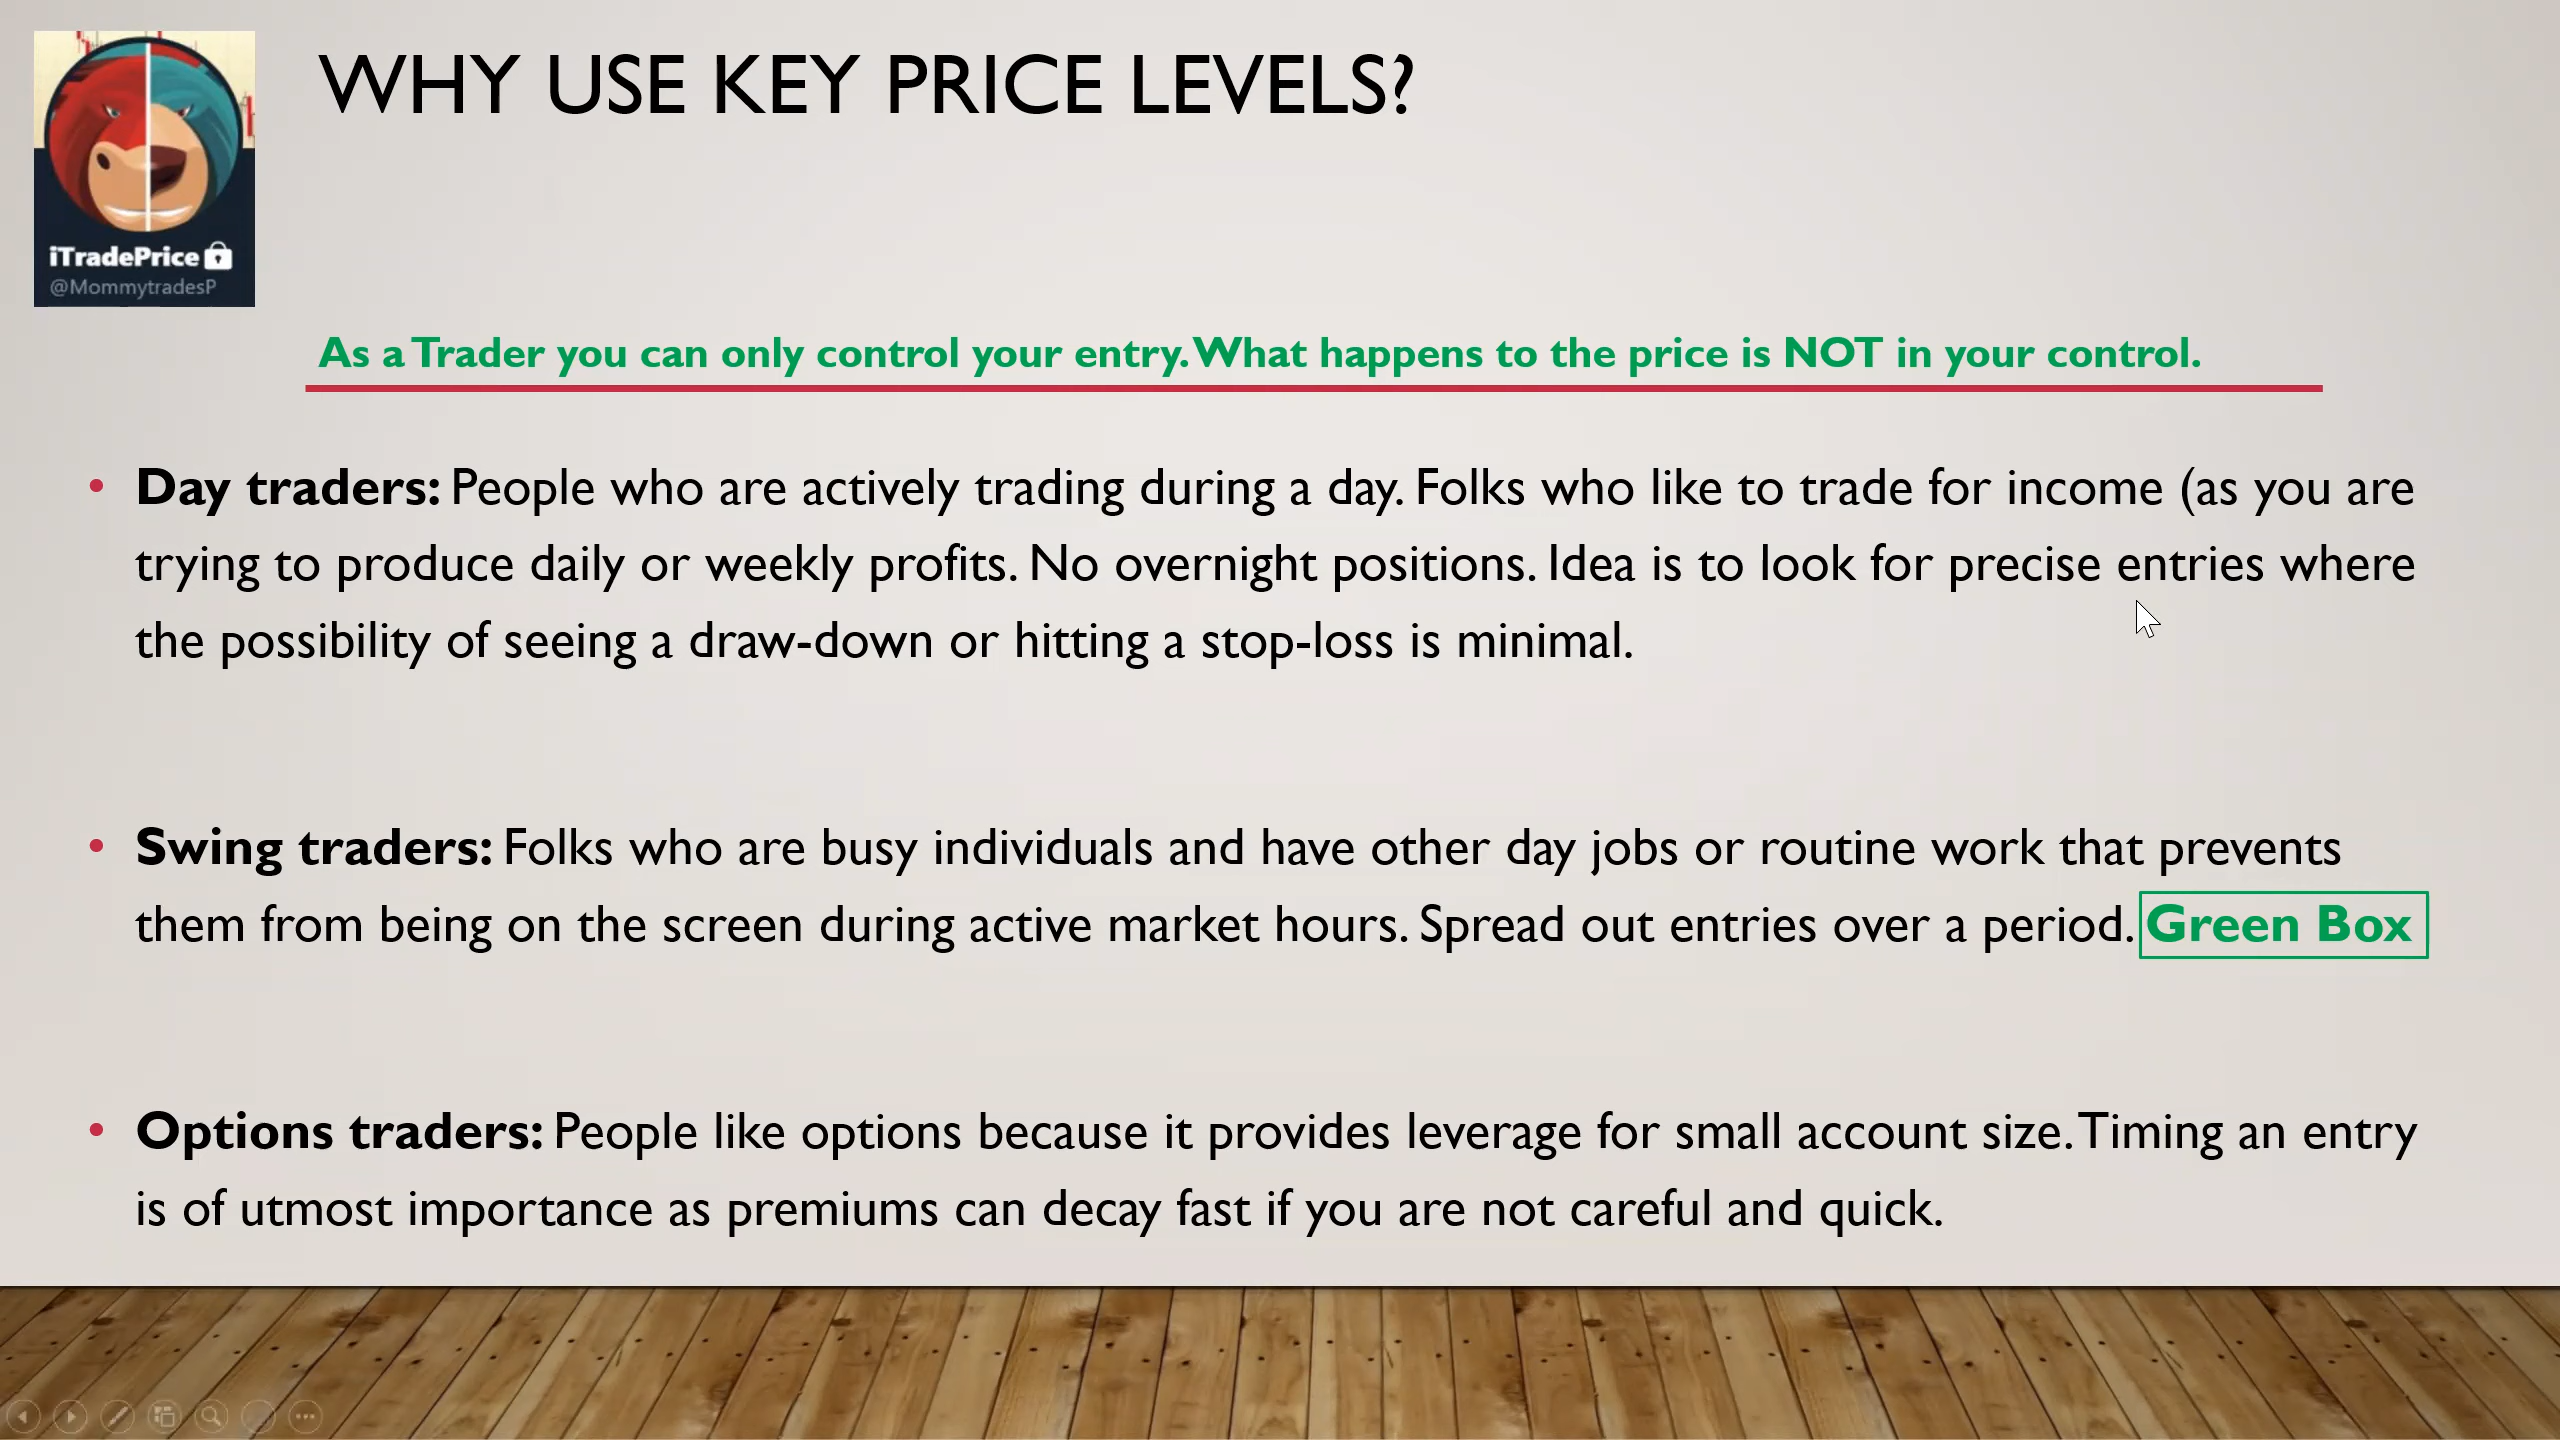 WHY USE KEY PRICE LEVELS?
iTradePrice
@MommytradesP
As a Trader you can only control your entry. What happens to the price is NOT in your control.
• Day traders: People who are actively trading during a day. Folks who like to trade for income (as you are
trying to produce daily or weekly profits. No overnight positions. Idea is to look for precise entries where
the possibility of seeing a draw-down or hitting a stop-loss is minimal.
• Swing traders: Folks who are busy individuals and have other day jobs or routine work that prevents
them from being on the screen during active market hours. Spread out entries over a period. Green Box
• Options traders: People like options because it provides leverage for small account size. Timing an entry
is of utmost importance as premiums can decay fast if you are not careful and quick.